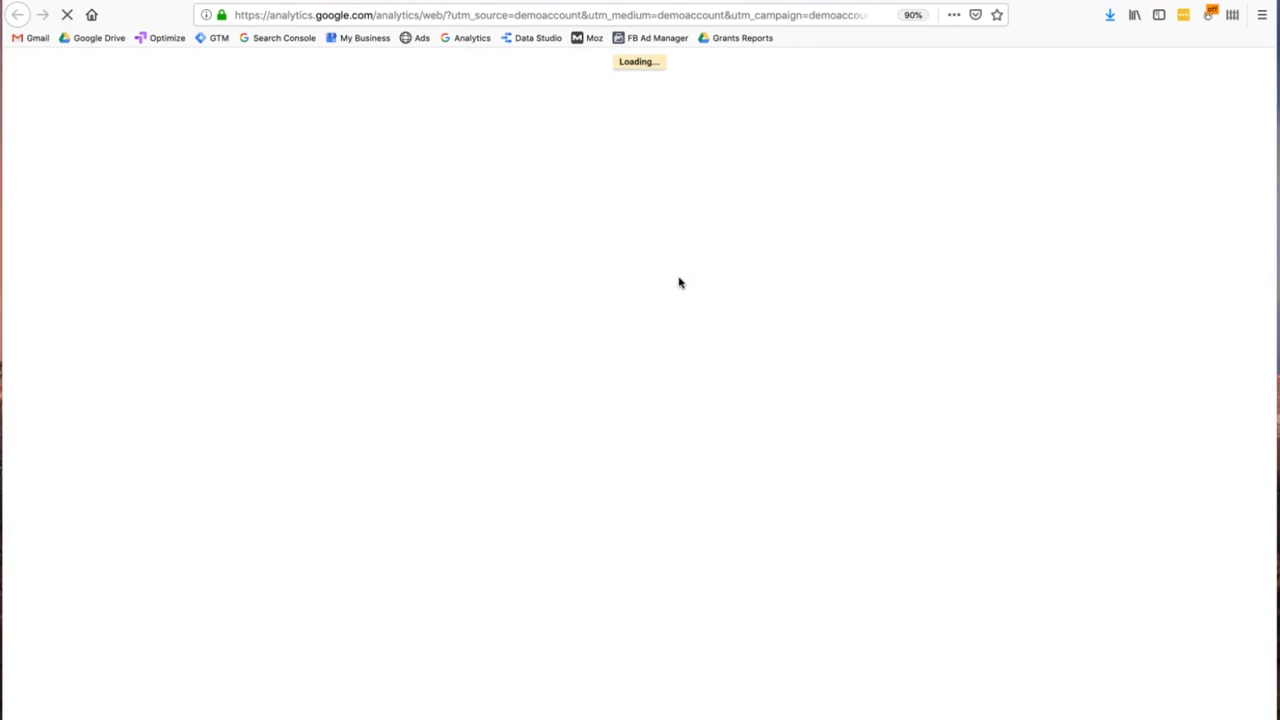 https://analytics.google.com/analytics/web/?utm_source=demoaccount&utm_medium=demoaccount&utm_campaign=demoaccou 90% off
Gmail Google Drive Optimize GTM Search Console My Business Ads Analytics Data Studio Moz FB Ad Manager Grants Reports
Loading...